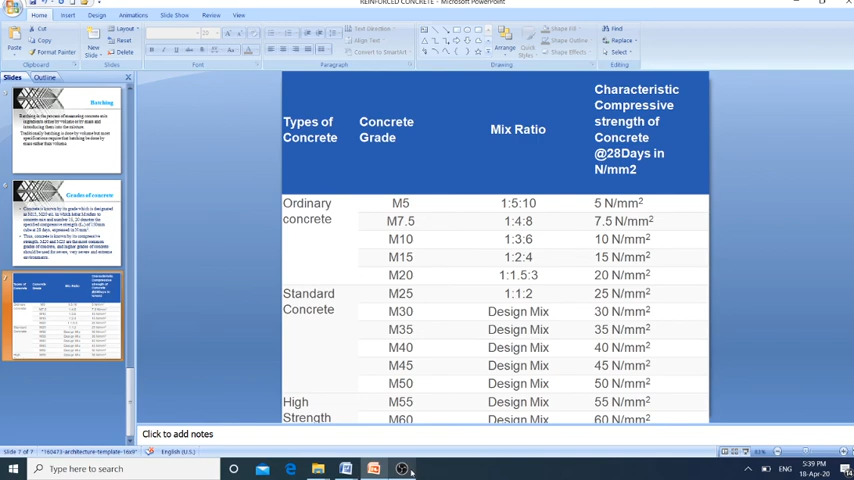 REINFORCED CONCRETE - Microsoft PowerPoint
Home Insert Design Animations Slide Show Review View
Cut
Copy
Format Painter
Paste
Clipboard
New Slide
Layout
Reset
Delete
Slides
Font
Paragraph
Text Direction
Align Text
Convert to SmartArt
Arrange
Quick Styles
Shape Fill
Shape Outline
Shape Effects
Drawing
Find
Replace
Select
Editing
Slides Outline
Batching
Grades of concrete
6
7
Types of Concrete
Concrete Grade
Mix Ratio
Characteristic Compressive strength of Concrete @28Days in N/mm2
Ordinary concrete
M5 1:5:10 5 N/mm2
M7.5 1:4:8 7.5 N/mm2
M10 1:3:6 10 N/mm2
M15 1:2:4 15 N/mm2
M20 1:1.5:3 20 N/mm2
Standard Concrete
M25 1:1:2 25 N/mm2
M30 Design Mix 30 N/mm2
M35 Design Mix 35 N/mm2
M40 Design Mix 40 N/mm2
M45 Design Mix 45 N/mm2
M50 Design Mix 50 N/mm2
High Strength
M55 Design Mix 55 N/mm2
M60 Design Mix 60 N/mm2
Click to add notes
Slide 7 of 7 "160473-architecture-template-16x9" English (U.S.)
Type here to search
ENG
5:39 PM
18-Apr-20